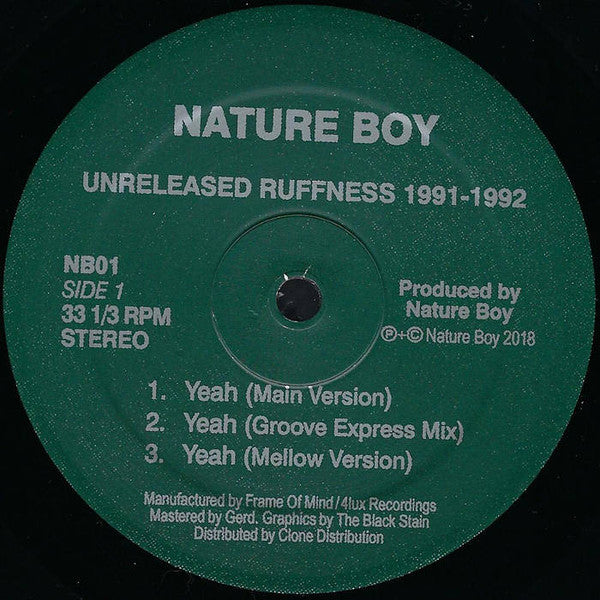 NATURE BOY
UNRELEASED RUFFNESS 1991-1992
NB01
SIDE 1
33 1/3 RPM
STEREO
Produced by
Nature Boy
℗+© Nature Boy 2018
1. Yeah (Main Version)
2. Yeah (Groove Express Mix)
3. Yeah (Mellow Version)
Manufactured by Frame Of Mind/4lux Recordings
Mastered by Gerd. Graphics by The Black Stain
Distributed by Clone Distribution